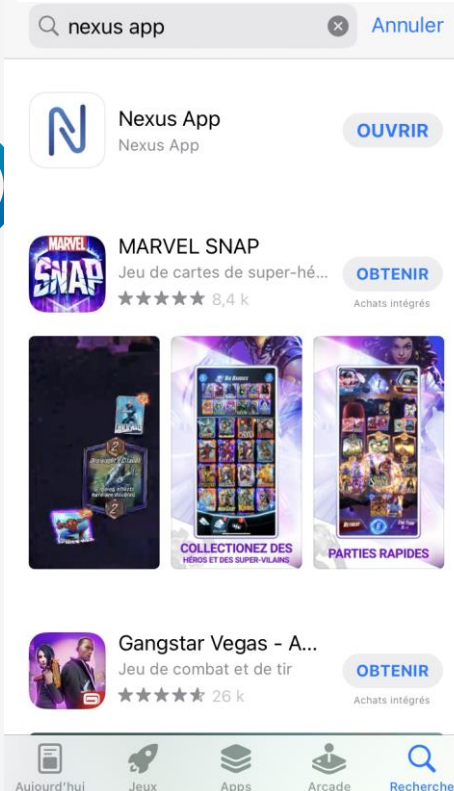 nexus app
Annuler
Nexus App
Nexus App
OUVRIR
MARVEL
SNAP
MARVEL SNAP
Jeu de cartes de super-hé...
8,4 k
OBTENIR
Achats intégrés
2
2
COLLECTIONEZ DES
HÉROS ET DES SUPER-VILAINS
PARTIES RAPIDES
Gangstar Vegas - A...
Jeu de combat et de tir
26 k
OBTENIR
Achats intégrés
Aujourd'hui
Jeux
Apps
Arcade
Recherche